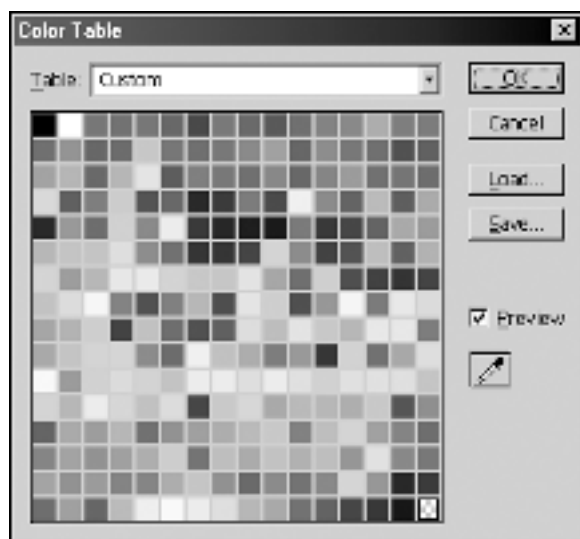 Color Table
Table: Custom
OK
Cancel
Load...
Save...
Preview